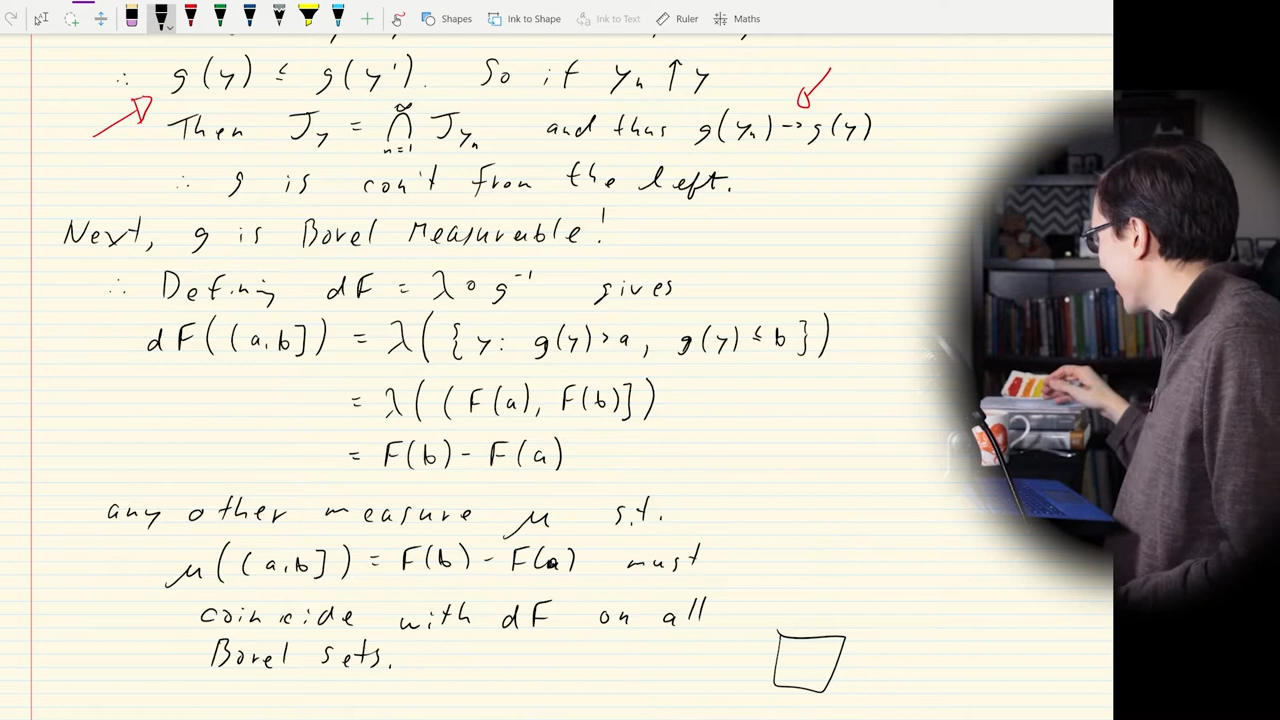 Shapes Ink to Shape Ink to Text Ruler Maths
∴ g(y) ≤ g(y'). So if yₙ ↑ y
Then J_y = ⋂_{n=1}^∞ J_{yₙ} and thus g(yₙ) → g(y)
∴ g is con't from the left.
Next, g is Borel Measurable!
∴ Defining dF = λ ∘ g⁻¹ gives
dF((a,b]) = λ({y: g(y)>a, g(y) ≤ b})
= λ((F(a), F(b)])
= F(b) - F(a)
any other measure μ s.t.
μ((a,b]) = F(b) - F(a) must
coincide with dF on all
Borel sets.